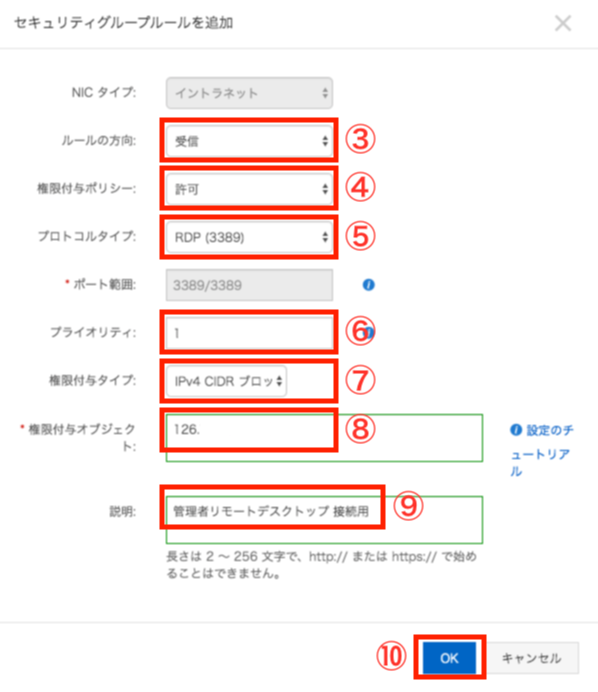 セキュリティグループルールを追加
NIC タイプ:
イントラネット
ルールの方向:
受信
③
権限付与ポリシー:
許可
④
プロトコルタイプ:
RDP (3389)
⑤
* ポート範囲:
3389/3389
プライオリティ:
1
⑥
権限付与タイプ:
IPv4 CIDR ブロッ
⑦
* 権限付与オブジェク
ト:
126.
⑧
設定のチ
ュートリア
ル
説明:
管理者リモートデスクトップ 接続用
⑨
長さは 2 〜 256 文字で、http:// または https:// で始め
ることはできません。
⑩
OK
キャンセル